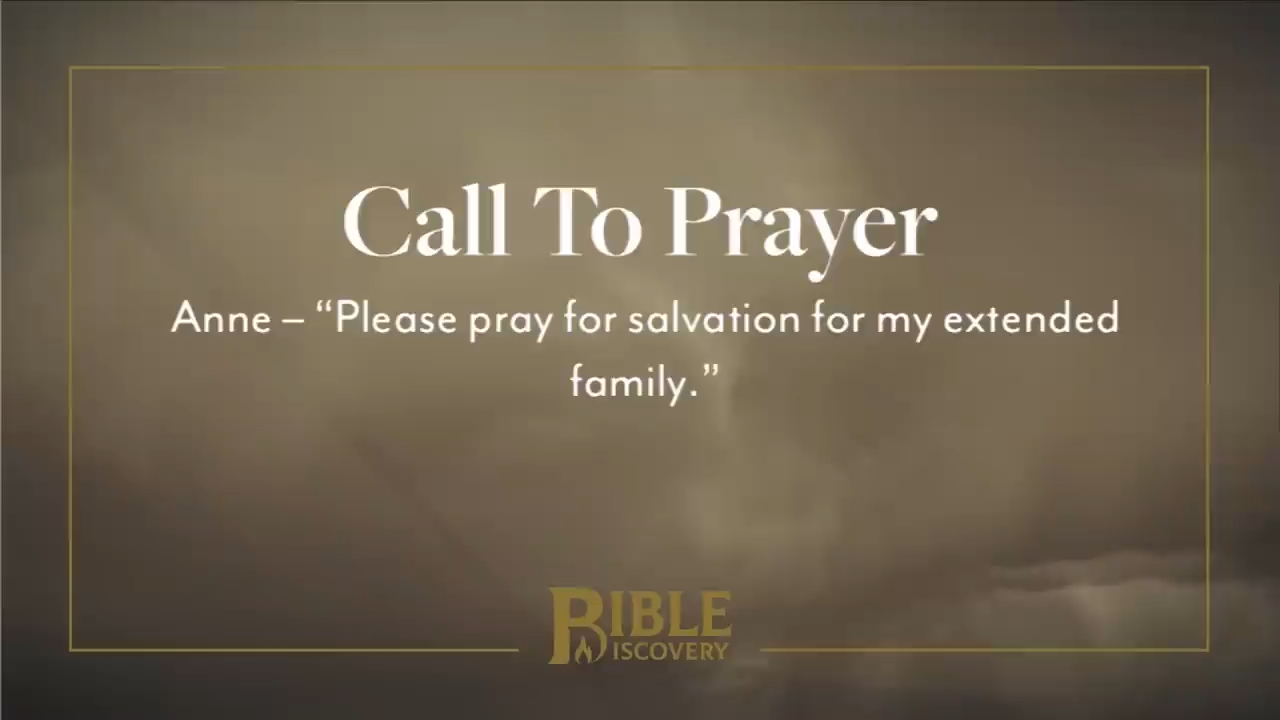 Call To Prayer
Anne – “Please pray for salvation for my extended
family.”
BIBLE
DISCOVERY